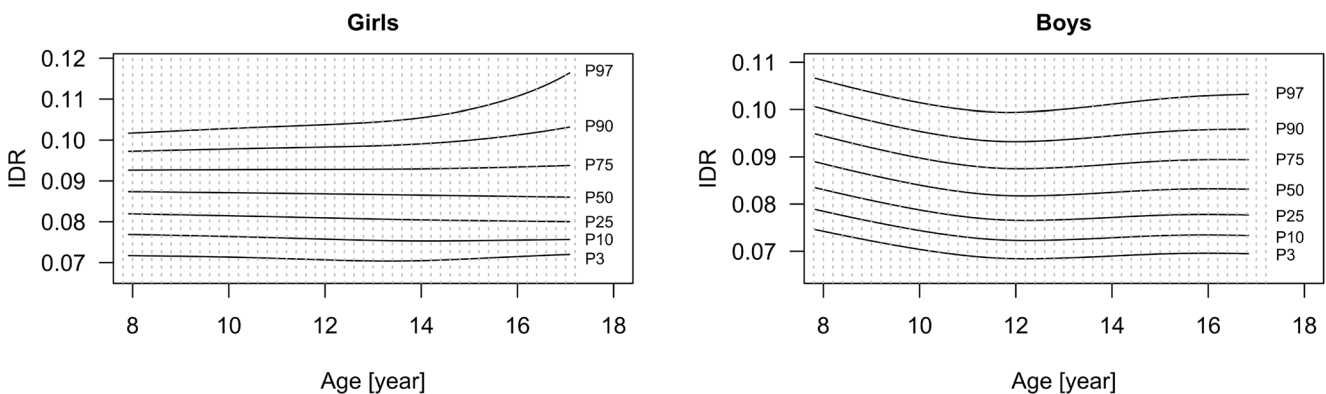 Girls
0.12
0.11
0.10
0.09
0.08
0.07
IDR
P97
P90
P75
P50
P25
P10
P3
8 10 12 14 16 18
Age [year]
Boys
0.11
0.10
0.09
0.08
0.07
IDR
P97
P90
P75
P50
P25
P10
P3
8 10 12 14 16 18
Age [year]